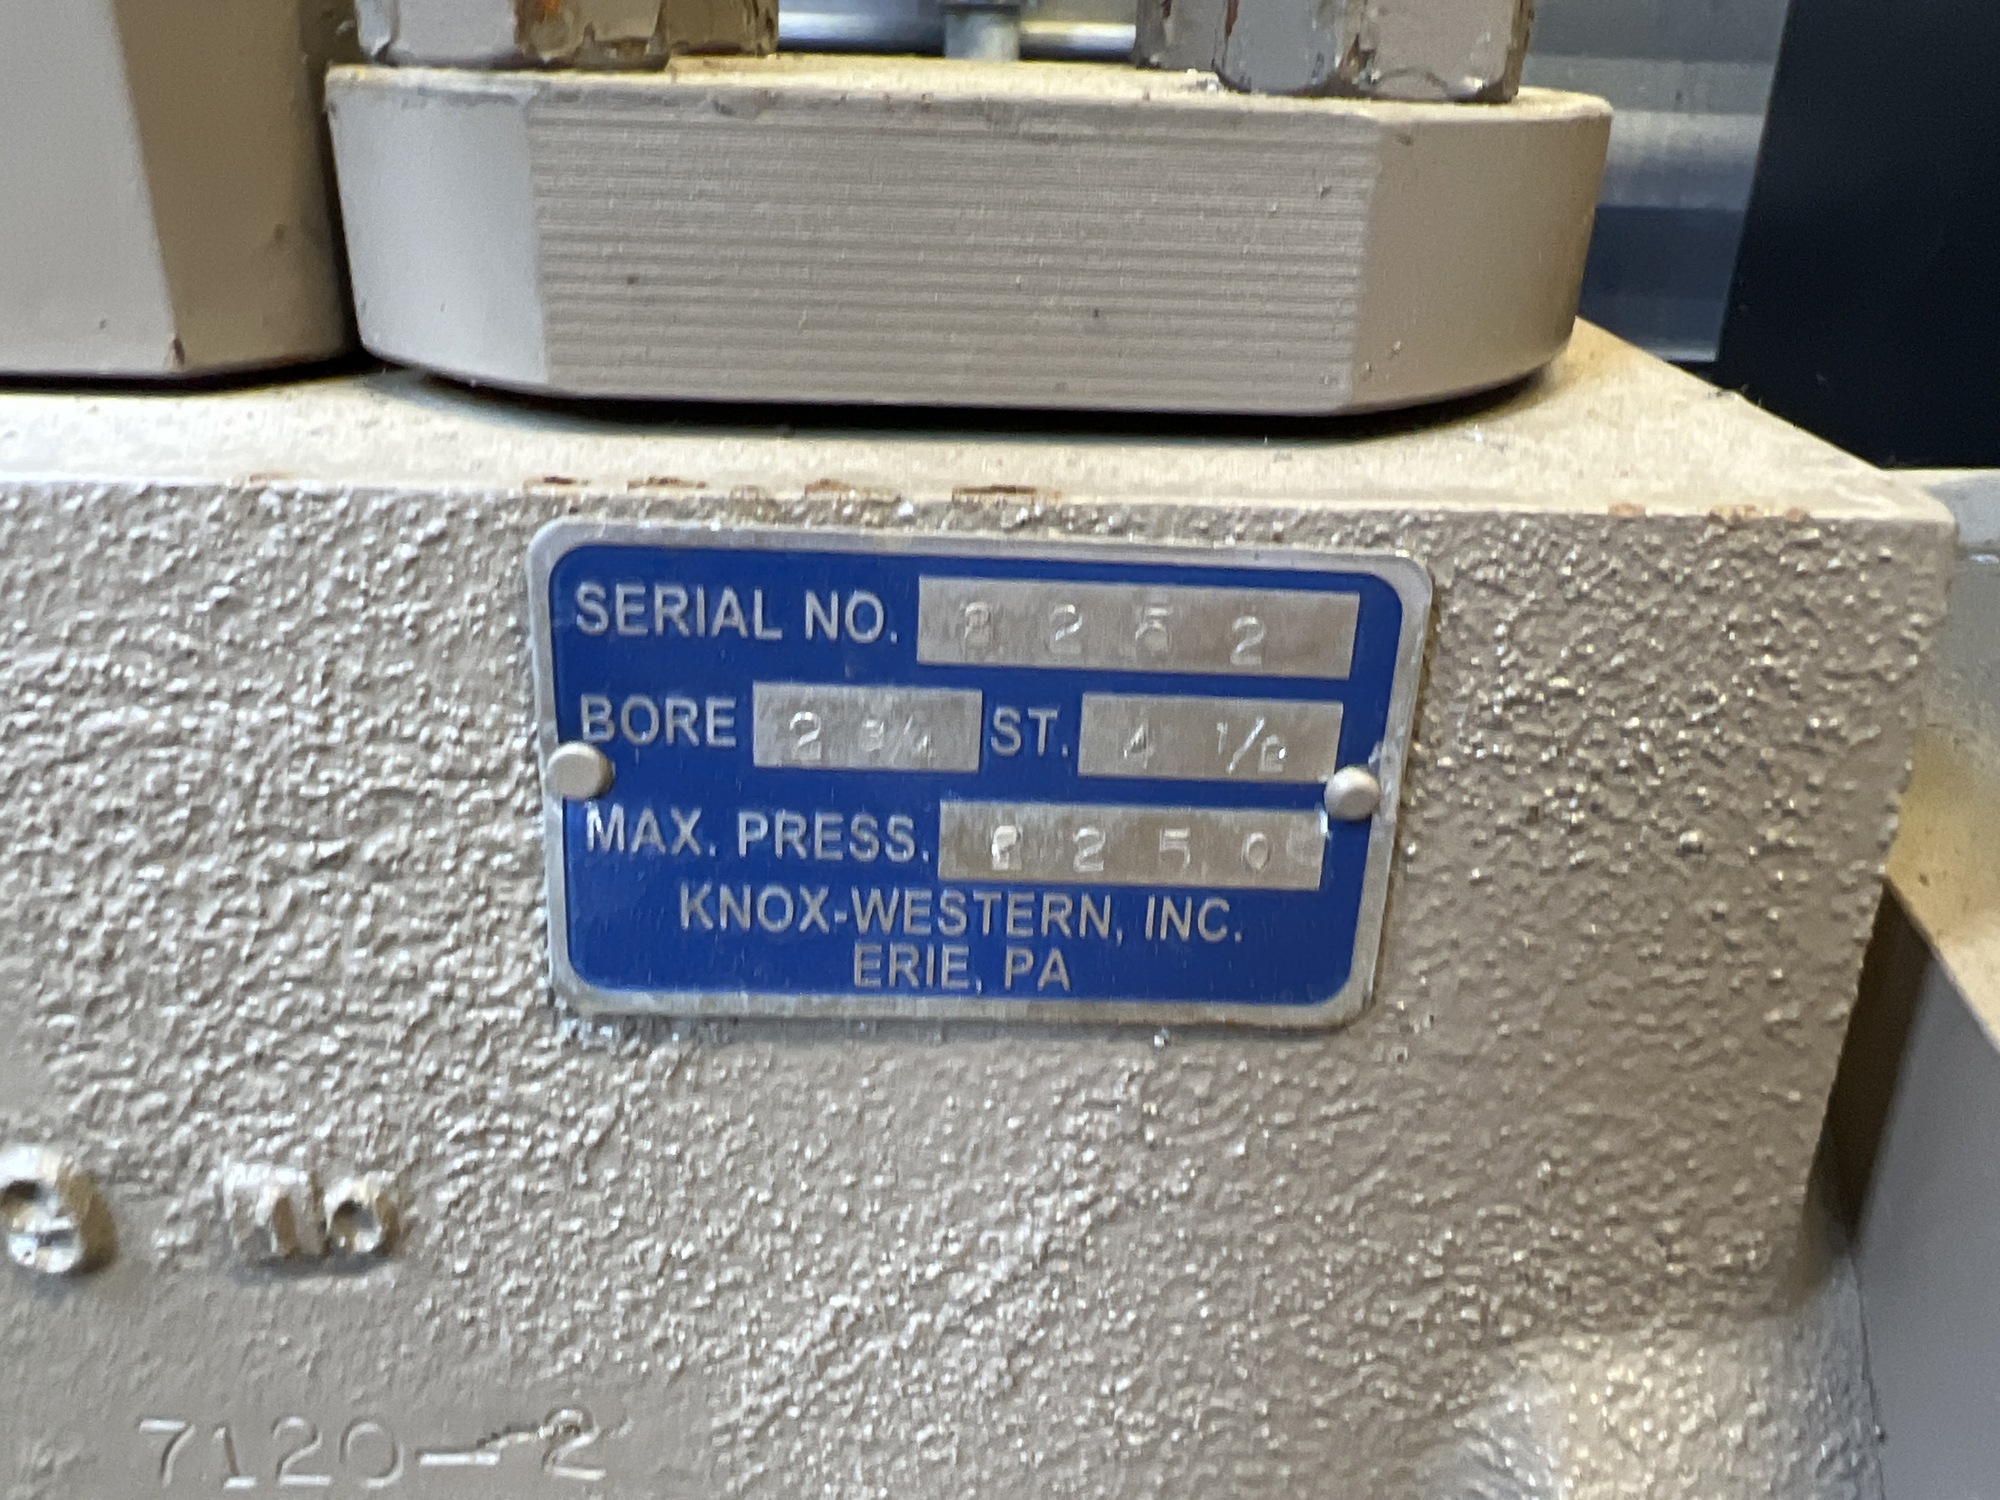 SERIAL NO. 2252
BORE 2 3/4 ST. 4 1/2
MAX. PRESS. 2250
KNOX-WESTERN, INC.
ERIE, PA
7120-2